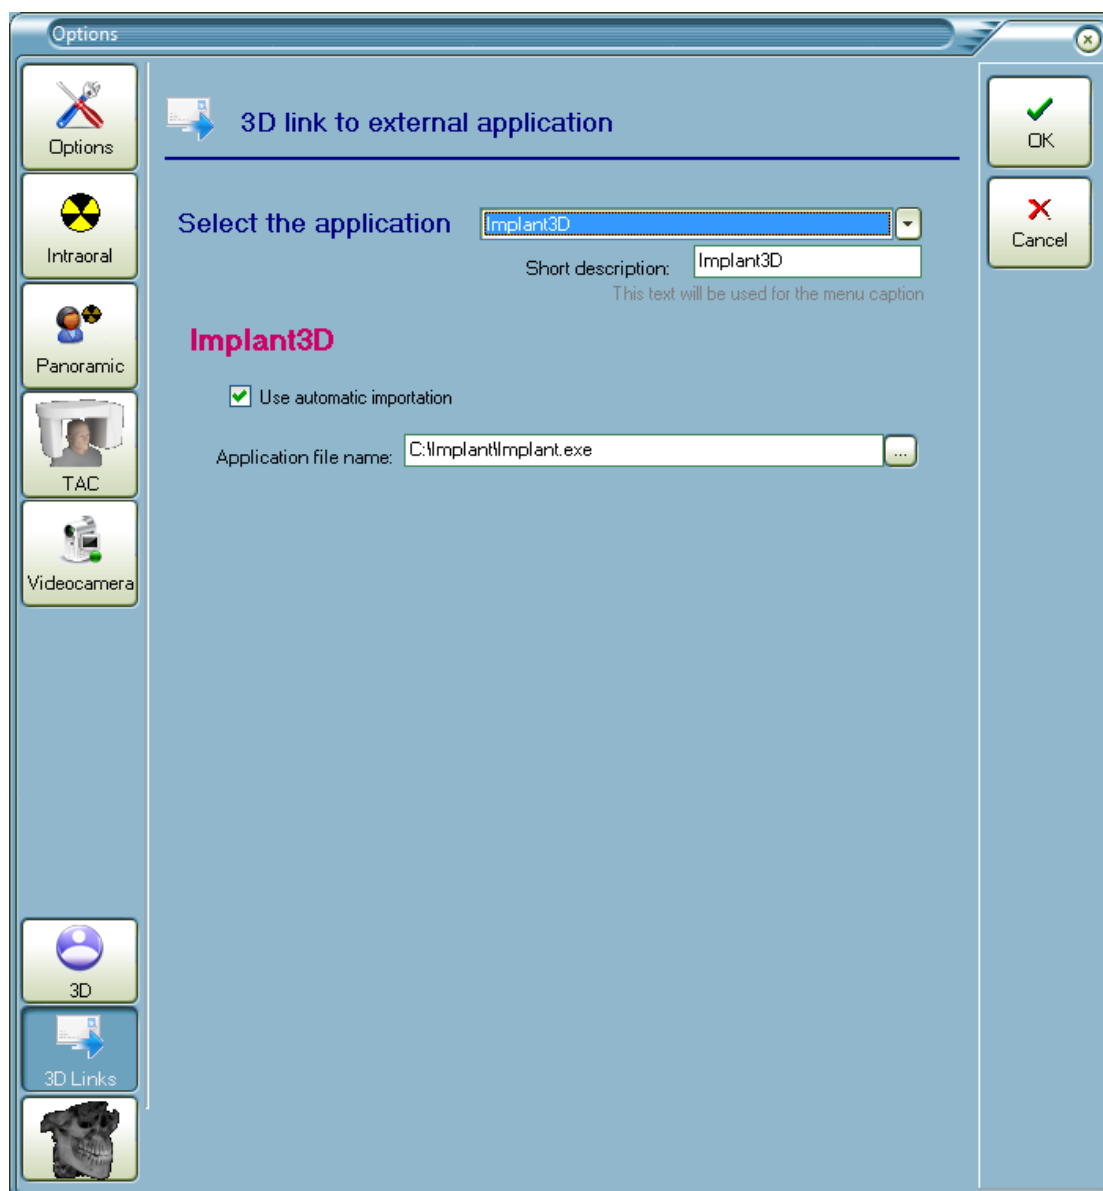 Options
Options
Intraoral
Panoramic
TAC
Videocamera
3D
3D Links
3D link to external application
Select the application Implant3D
Short description: Implant3D
This text will be used for the menu caption
Implant3D
Use automatic importation
Application file name: C:\Implant\Implant.exe ...
OK
Cancel